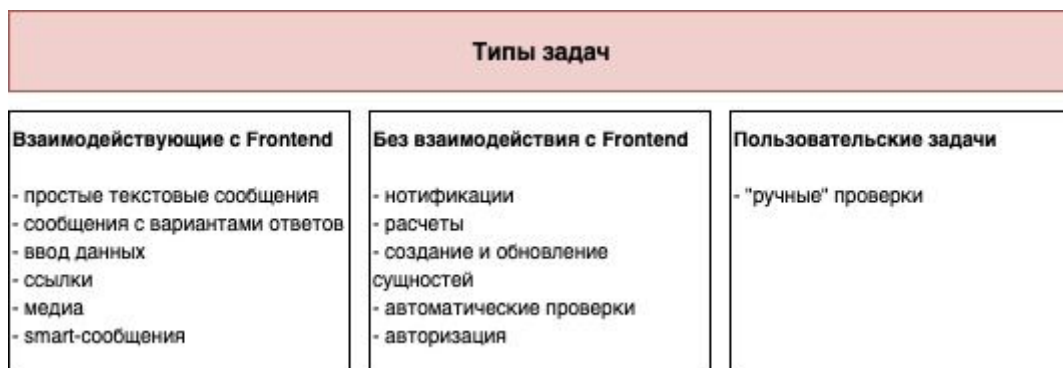 Типы задач
Взаимодействующие с Frontend
- простые текстовые сообщения
- сообщения с вариантами ответов
- ввод данных
- ссылки
- медиа
- smart-сообщения
Без взаимодействия с Frontend
- нотификации
- расчеты
- создание и обновление
сущностей
- автоматические проверки
- авторизация
Пользовательские задачи
- "ручные" проверки